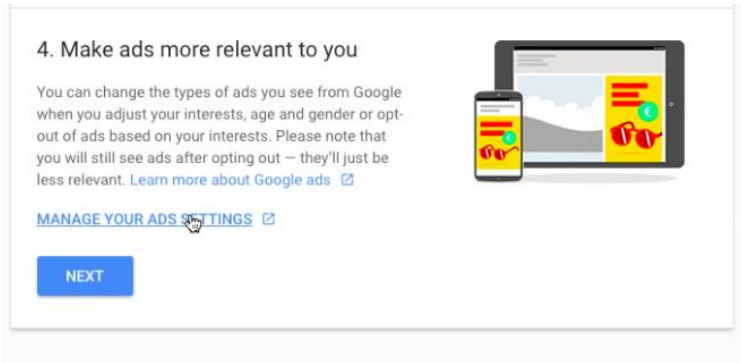 4. Make ads more relevant to you
You can change the types of ads you see from Google
when you adjust your interests, age and gender or opt-
out of ads based on your interests. Please note that
you will still see ads after opting out — they'll just be
less relevant. Learn more about Google ads
MANAGE YOUR ADS SETTINGS
NEXT